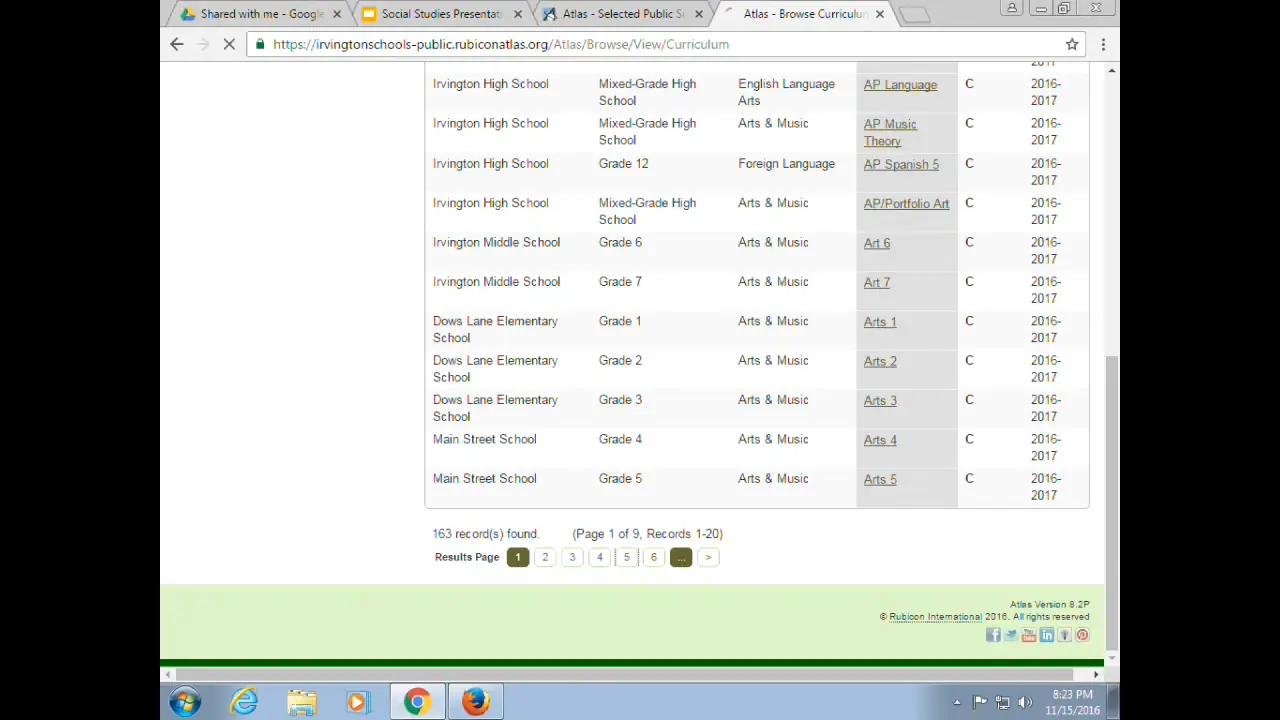 Shared with me - Google
Social Studies Presentati
Atlas - Selected Public S
Atlas - Browse Curriculum
https://irvingtonschools-public.rubiconatlas.org/Atlas/Browse/View/Curriculum
2017
Irvington High School Mixed-Grade High English Language AP Language C 2016-
School Arts 2017
Irvington High School Mixed-Grade High Arts & Music AP Music C 2016-
School Theory 2017
Irvington High School Grade 12 Foreign Language AP Spanish 5 C 2016-
2017
Irvington High School Mixed-Grade High Arts & Music AP/Portfolio Art C 2016-
School 2017
Irvington Middle School Grade 6 Arts & Music Art 6 C 2016-
2017
Irvington Middle School Grade 7 Arts & Music Art 7 C 2016-
2017
Dows Lane Elementary Grade 1 Arts & Music Arts 1 C 2016-
School 2017
Dows Lane Elementary Grade 2 Arts & Music Arts 2 C 2016-
School 2017
Dows Lane Elementary Grade 3 Arts & Music Arts 3 C 2016-
School 2017
Main Street School Grade 4 Arts & Music Arts 4 C 2016-
2017
Main Street School Grade 5 Arts & Music Arts 5 C 2016-
2017
163 record(s) found. (Page 1 of 9, Records 1-20)
Results Page 1 2 3 4 5 6 ... >
Atlas Version 8.2P
© Rubicon International 2016. All rights reserved
8:23 PM
11/15/2016